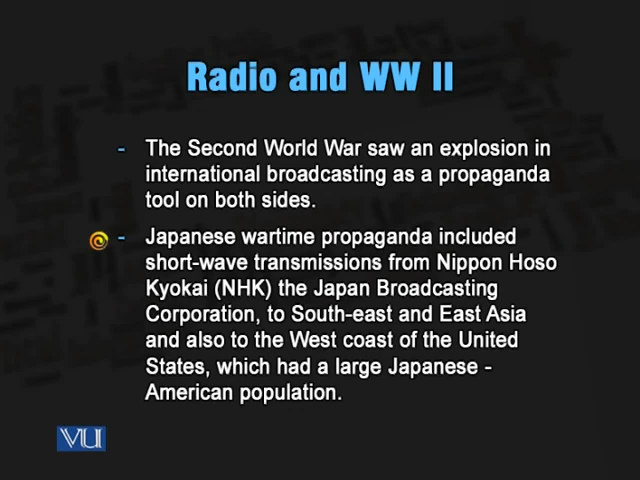 Radio and WW II
- The Second World War saw an explosion in
international broadcasting as a propaganda
tool on both sides.
- Japanese wartime propaganda included
short-wave transmissions from Nippon Hoso
Kyokai (NHK) the Japan Broadcasting
Corporation, to South-east and East Asia
and also to the West coast of the United
States, which had a large Japanese -
American population.
VU